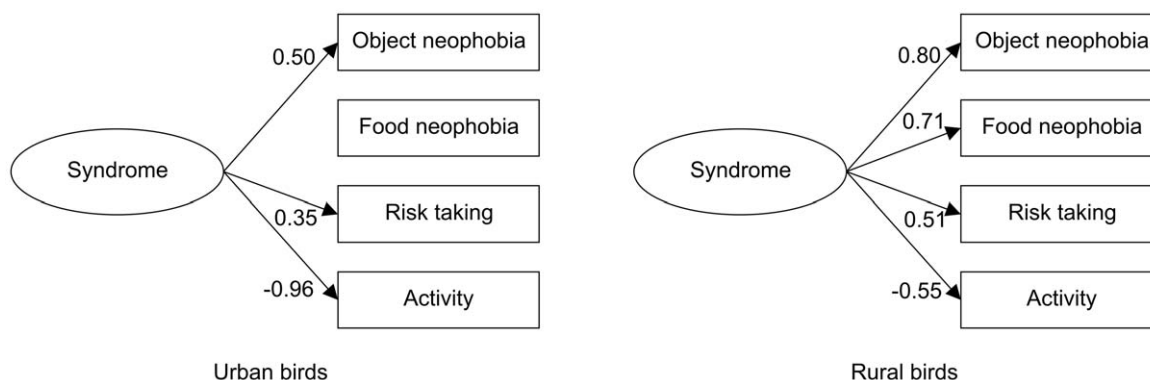 Syndrome
0.50
Object neophobia
Food neophobia
0.35
Risk taking
-0.96
Activity
Urban birds
Syndrome
0.80
Object neophobia
0.71
Food neophobia
0.51
Risk taking
-0.55
Activity
Rural birds